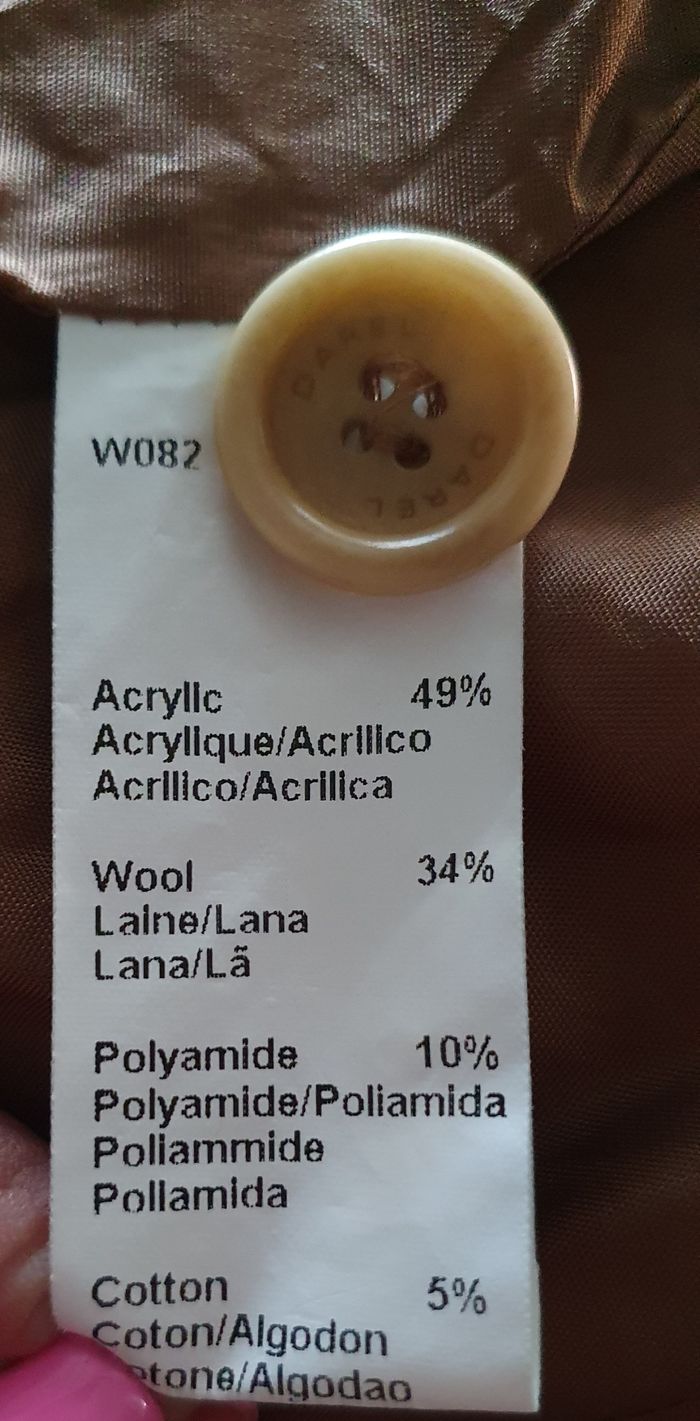 DAREL
DAREL
W082
Acrylic 49%
Acrylique/Acrilico
Acrilico/Acrilica
Wool 34%
Laine/Lana
Lana/Lã
Polyamide 10%
Polyamide/Poliamida
Poliammide
Poliamida
Cotton 5%
Coton/Algodon
otone/Algodao